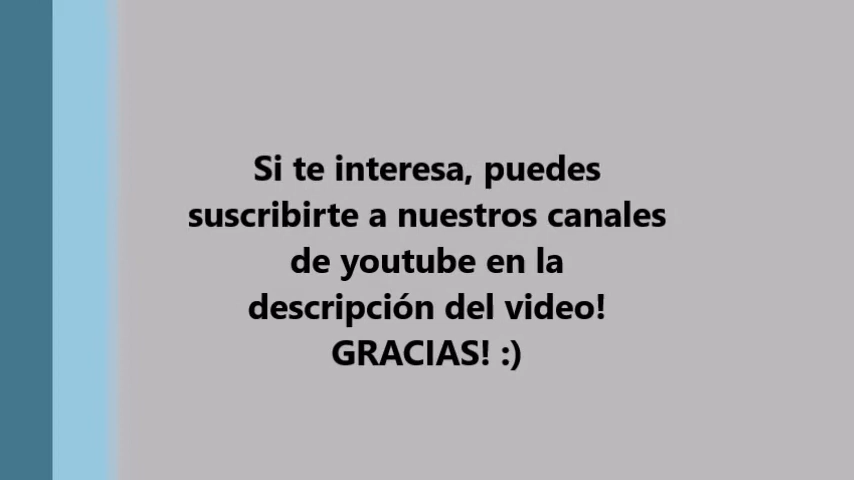 Si te interesa, puedes
suscribirte a nuestros canales
de youtube en la
descripción del video!
GRACIAS! :)